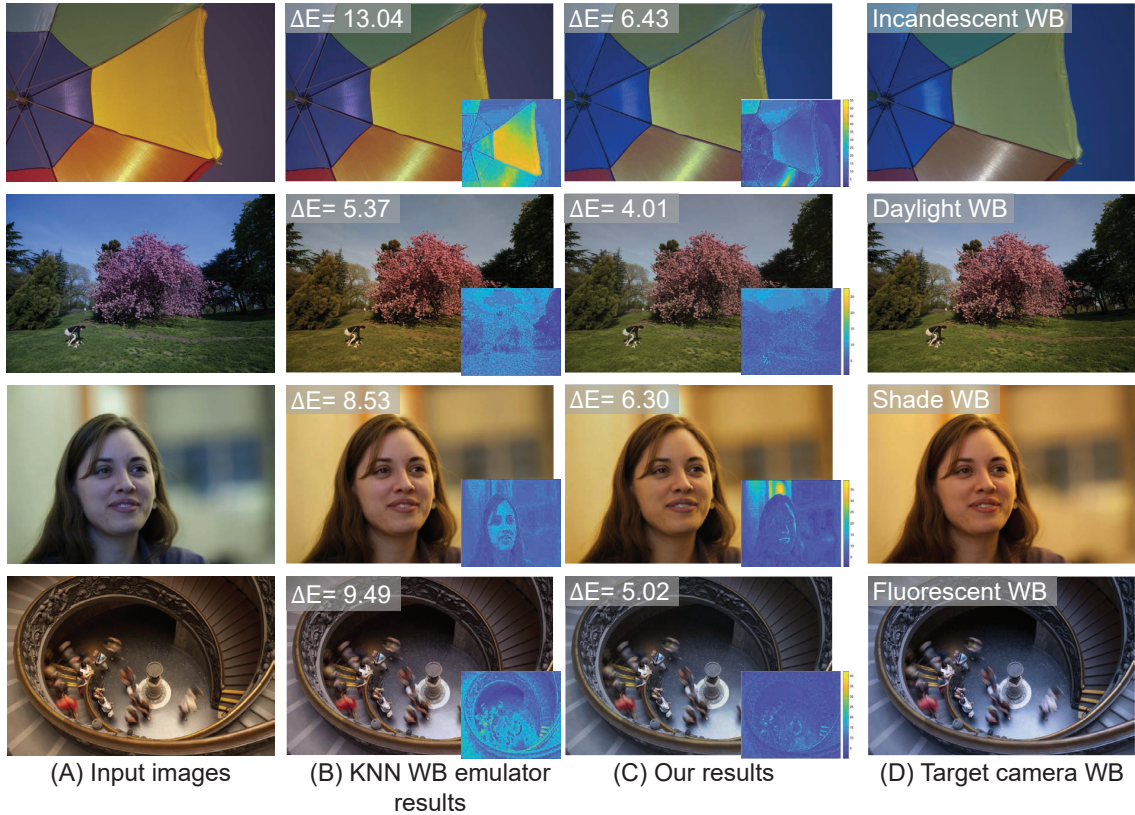 ΔE= 13.04
ΔE= 6.43
Incandescent WB
ΔE= 5.37
ΔE= 4.01
Daylight WB
ΔE= 8.53
ΔE= 6.30
Shade WB
ΔE= 9.49
ΔE= 5.02
Fluorescent WB
(A) Input images
(B) KNN WB emulator
results
(C) Our results
(D) Target camera WB